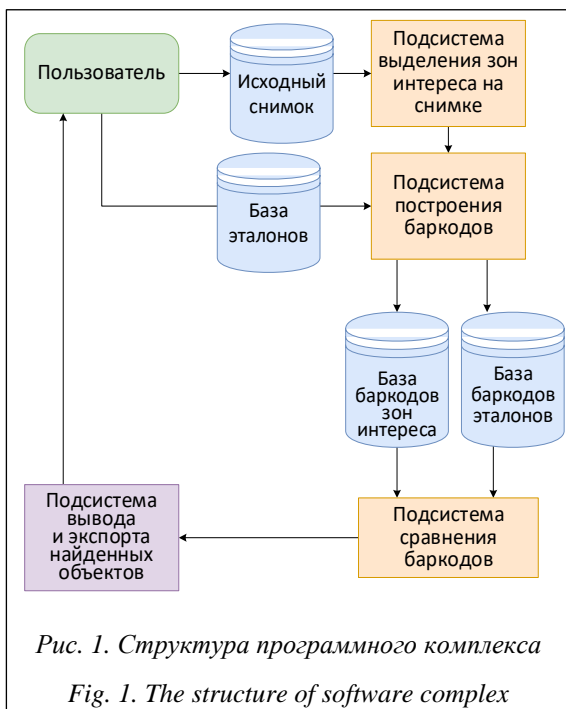 Пользователь
Исходный
снимок
Подсистема
выделения зон
интереса на
снимке
База
эталонов
Подсистема
построения
баркодов
База
баркодов
зон
интереса
База
баркодов
эталонов
Подсистема
вывода
и экспорта
найденных
объектов
Подсистема
сравнения
баркодов
Рис. 1. Структура программного комплекса
Fig. 1. The structure of software complex